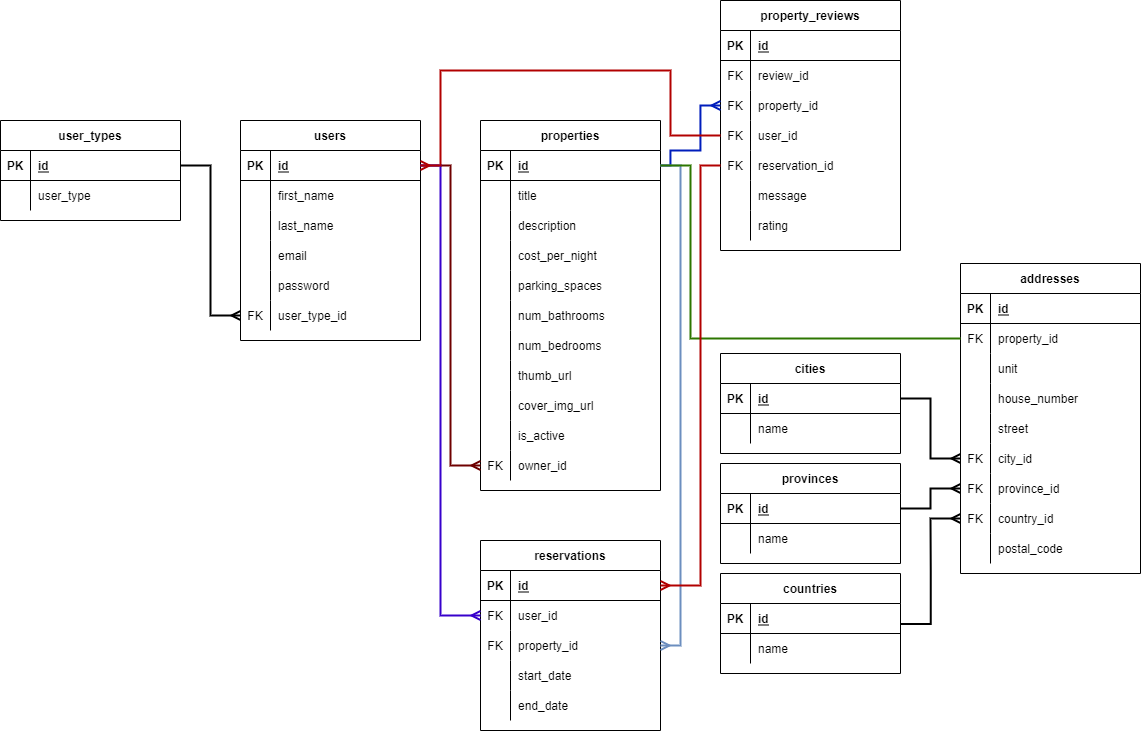 property_reviews
PK id
FK review_id
FK property_id
FK user_id
FK reservation_id
message
rating
user_types
PK id
user_type
users
PK id
first_name
last_name
email
password
FK user_type_id
properties
PK id
title
description
cost_per_night
parking_spaces
num_bathrooms
num_bedrooms
thumb_url
cover_img_url
is_active
FK owner_id
addresses
PK id
FK property_id
unit
house_number
street
FK city_id
FK province_id
FK country_id
postal_code
cities
PK id
name
provinces
PK id
name
countries
PK id
name
reservations
PK id
FK user_id
FK property_id
start_date
end_date